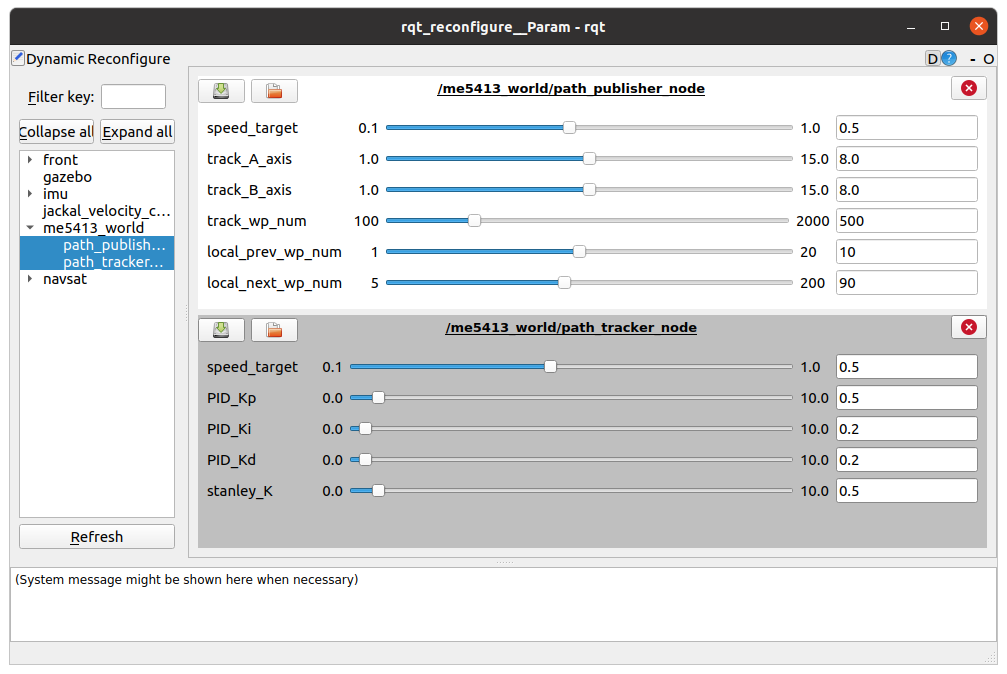 rqt_reconfigure__Param - rqt
Dynamic Reconfigure
D ? - O
Filter key:
Collapse all Expand all
front
gazebo
imu
jackal_velocity_c...
me5413_world
path_publish...
path_tracker...
navsat
Refresh
/me5413_world/path_publisher_node
speed_target 0.1 1.0 0.5
track_A_axis 1.0 15.0 8.0
track_B_axis 1.0 15.0 8.0
track_wp_num 100 2000 500
local_prev_wp_num 1 20 10
local_next_wp_num 5 200 90
/me5413_world/path_tracker_node
speed_target 0.1 1.0 0.5
PID_Kp 0.0 10.0 0.5
PID_Ki 0.0 10.0 0.2
PID_Kd 0.0 10.0 0.2
stanley_K 0.0 10.0 0.5
(System message might be shown here when necessary)